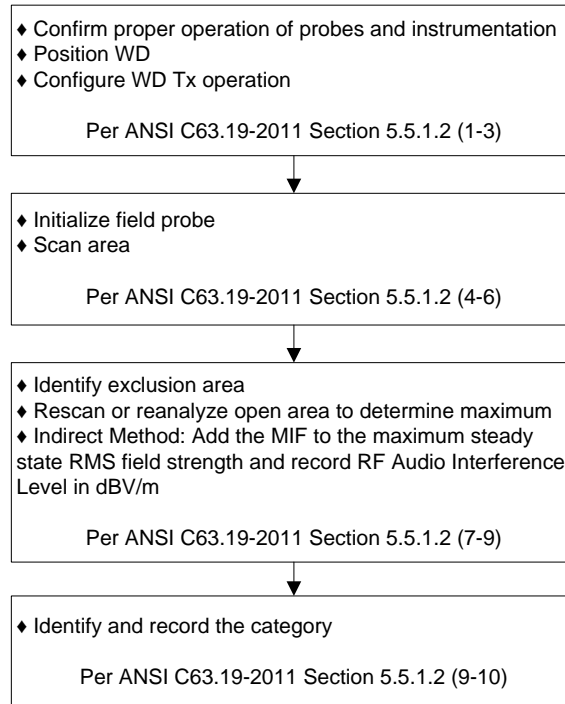 ♦ Confirm proper operation of probes and instrumentation
♦ Position WD
♦ Configure WD Tx operation
Per ANSI C63.19-2011 Section 5.5.1.2 (1-3)
♦ Initialize field probe
♦ Scan area
Per ANSI C63.19-2011 Section 5.5.1.2 (4-6)
♦ Identify exclusion area
♦ Rescan or reanalyze open area to determine maximum
♦ Indirect Method: Add the MIF to the maximum steady
state RMS field strength and record RF Audio Interference
Level in dBV/m
Per ANSI C63.19-2011 Section 5.5.1.2 (7-9)
♦ Identify and record the category
Per ANSI C63.19-2011 Section 5.5.1.2 (9-10)